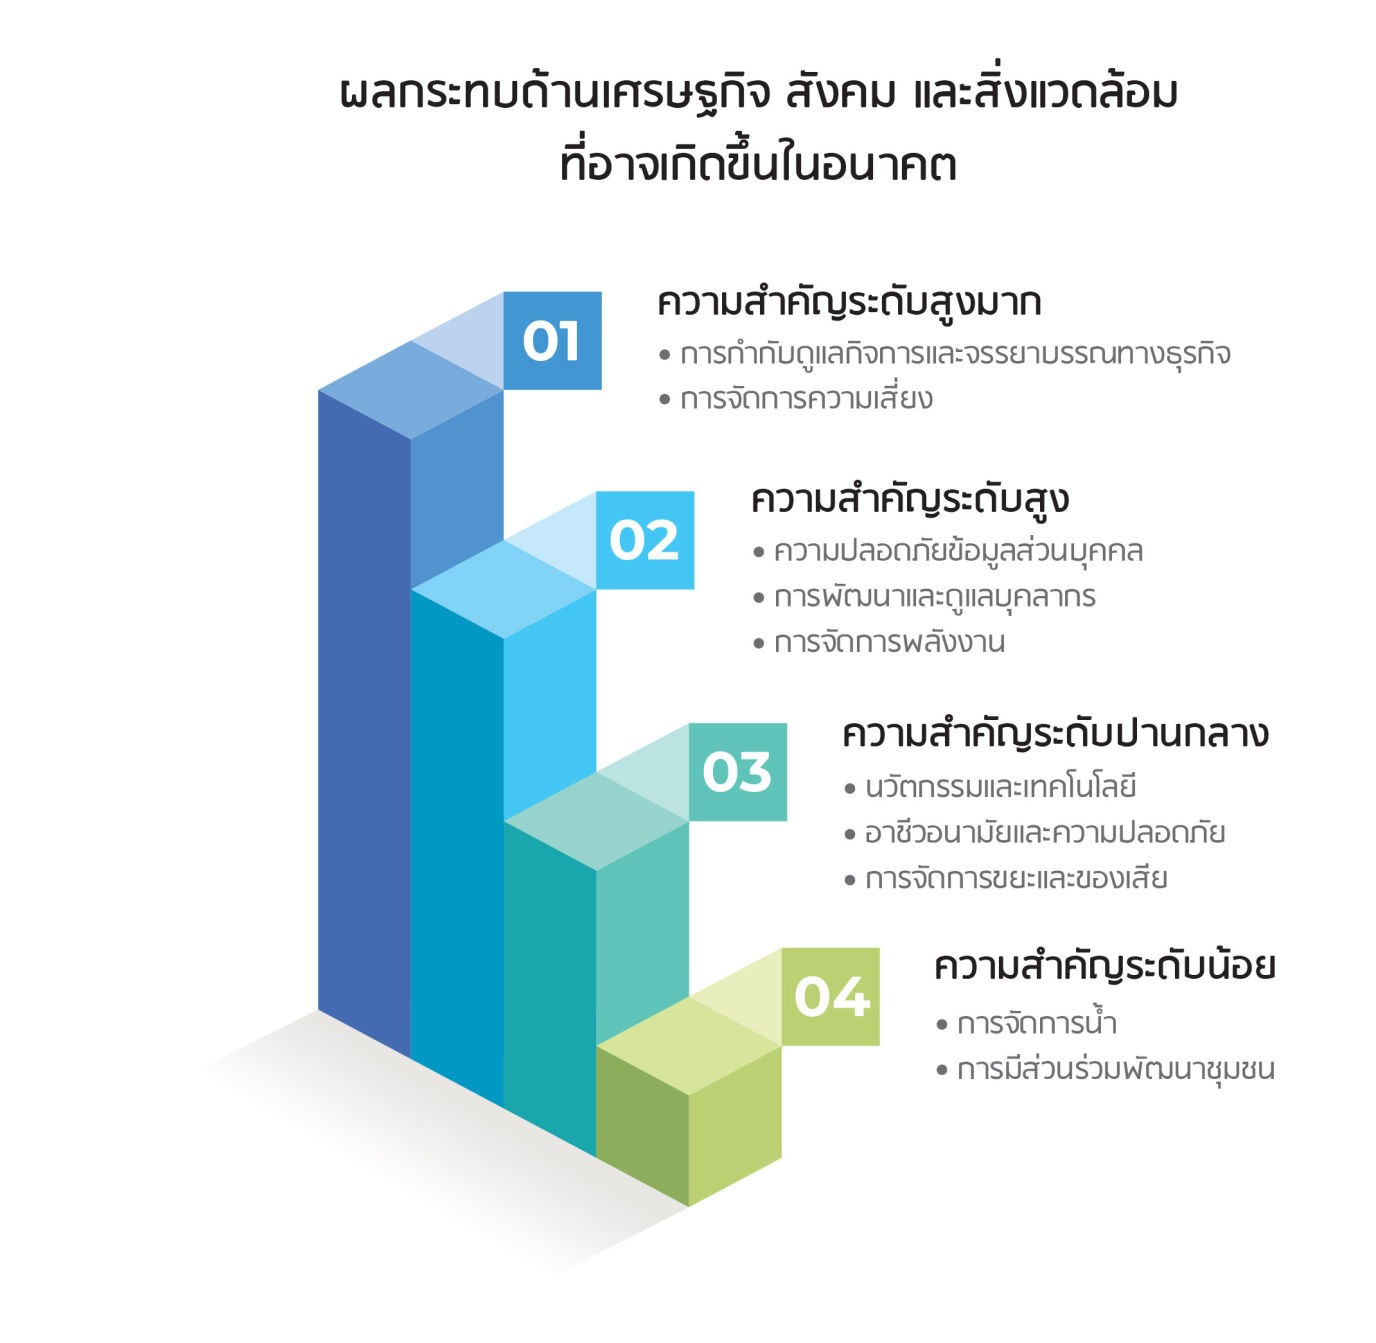 ผลกระทบด้านเศรษฐกิจ สังคม และสิ่งแวดล้อม
ที่อาจเกิดขึ้นในอนาคต
01
ความสำคัญระดับสูงมาก
• การกำกับดูแลกิจการและจรรยาบรรณทางธุรกิจ
• การจัดการความเสี่ยง
02
ความสำคัญระดับสูง
• ความปลอดภัยข้อมูลส่วนบุคคล
• การพัฒนาและดูแลบุคลากร
• การจัดการพลังงาน
03
ความสำคัญระดับปานกลาง
• นวัตกรรมและเทคโนโลยี
• อาชีวอนามัยและความปลอดภัย
• การจัดการขยะและของเสีย
04
ความสำคัญระดับน้อย
• การจัดการน้ำ
• การมีส่วนร่วมพัฒนาชุมชน